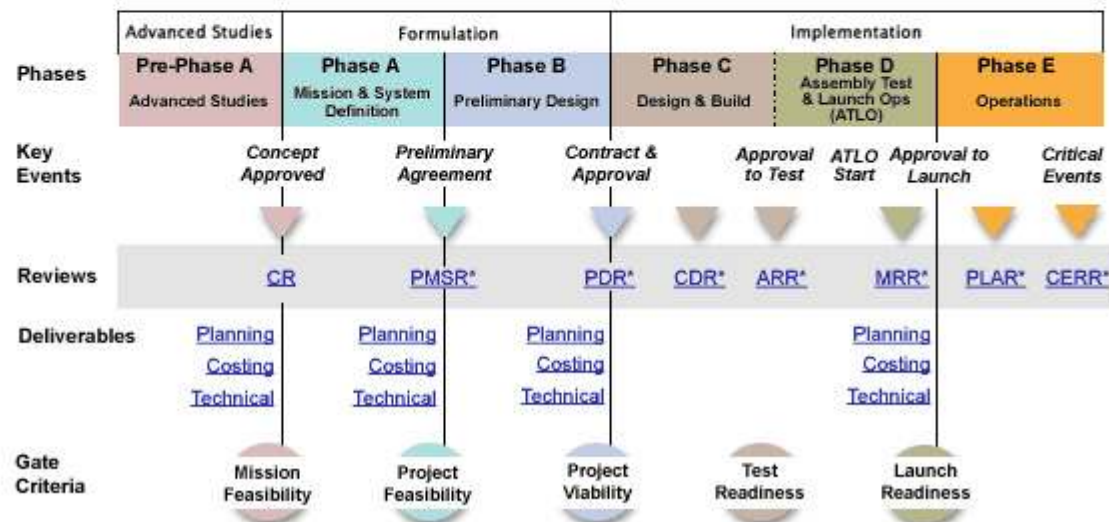 Advanced Studies Formulation Implementation
Phases
Pre-Phase A Phase A Phase B Phase C Phase D Phase E
Advanced Studies
Mission & System
Definition
Preliminary Design
Design & Build
Assembly Test
& Launch Ops
(ATLO)
Operations
Key
Events
Concept
Approved
Preliminary
Agreement
Contract &
Approval
Approval
to Test
ATLO
Start
Approval to
Launch
Critical
Events
Reviews CR PMSR* PDR* CDR* ARR* MRR* PLAR* CERR*
Deliverables Planning Planning Planning Planning
Costing Costing Costing Costing
Technical Technical Technical Technical
Gate
Criteria
Mission
Feasibility
Project
Feasibility
Project
Viability
Test
Readiness
Launch
Readiness